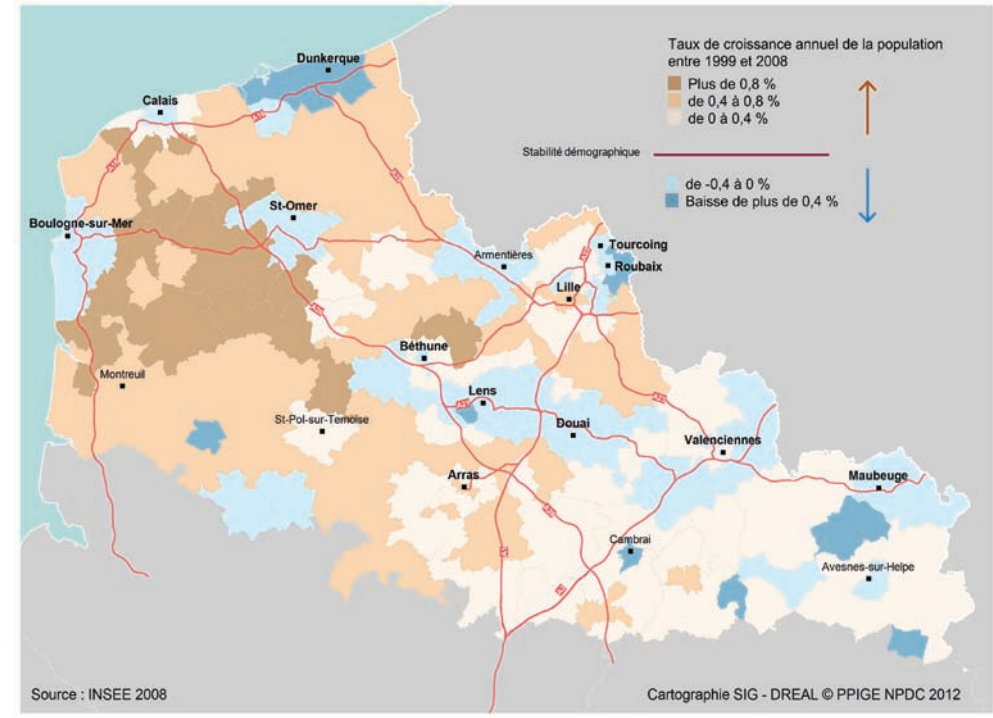 Taux de croissance annuel de la population
entre 1999 et 2008
Plus de 0,8 %
de 0,4 à 0,8 %
de 0 à 0,4 %
Stabilité démographique
de -0,4 à 0 %
Baisse de plus de 0,4 %
Dunkerque
Calais
St-Omer
Boulogne-sur-Mer
Armentières
Tourcoing
Roubaix
Lille
Béthune
Montreuil
Lens
St-Pol-sur-Ternoise
Douai
Valenciennes
Arras
Maubeuge
Cambrai
Avesnes-sur-Helpe
Source : INSEE 2008
Cartographie SIG - DREAL © PPIGE NPDC 2012